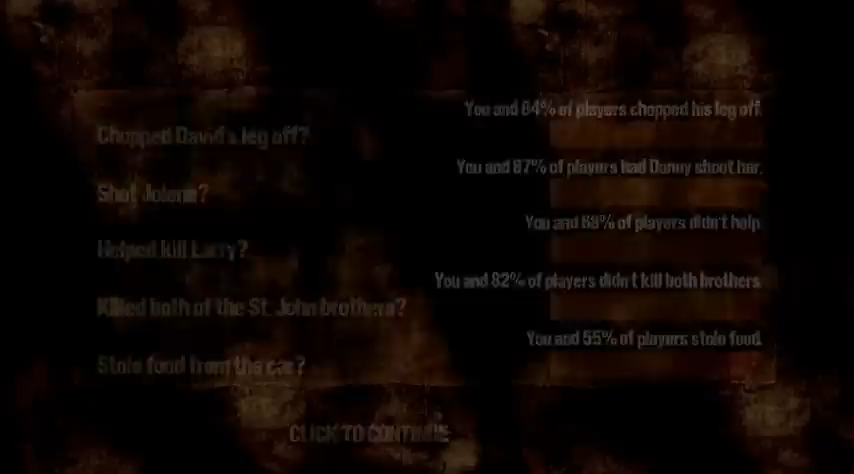 You and 84% of players chopped his leg off.
Chopped David's leg off?
You and 87% of players had Danny shoot her.
Shot Jolene?
You and 68% of players didn't help.
Helped kill Larry?
You and 82% of players didn't kill both brothers.
Killed both of the St. John brothers?
You and 55% of players stole food.
Stole food from the car?
CLICK TO CONTINUE